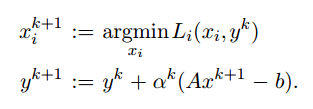 x_i^{k+1} := argmin_{x_i} L_i(x_i, y^k)
y^{k+1} := y^k + α^k(Ax^{k+1} − b).